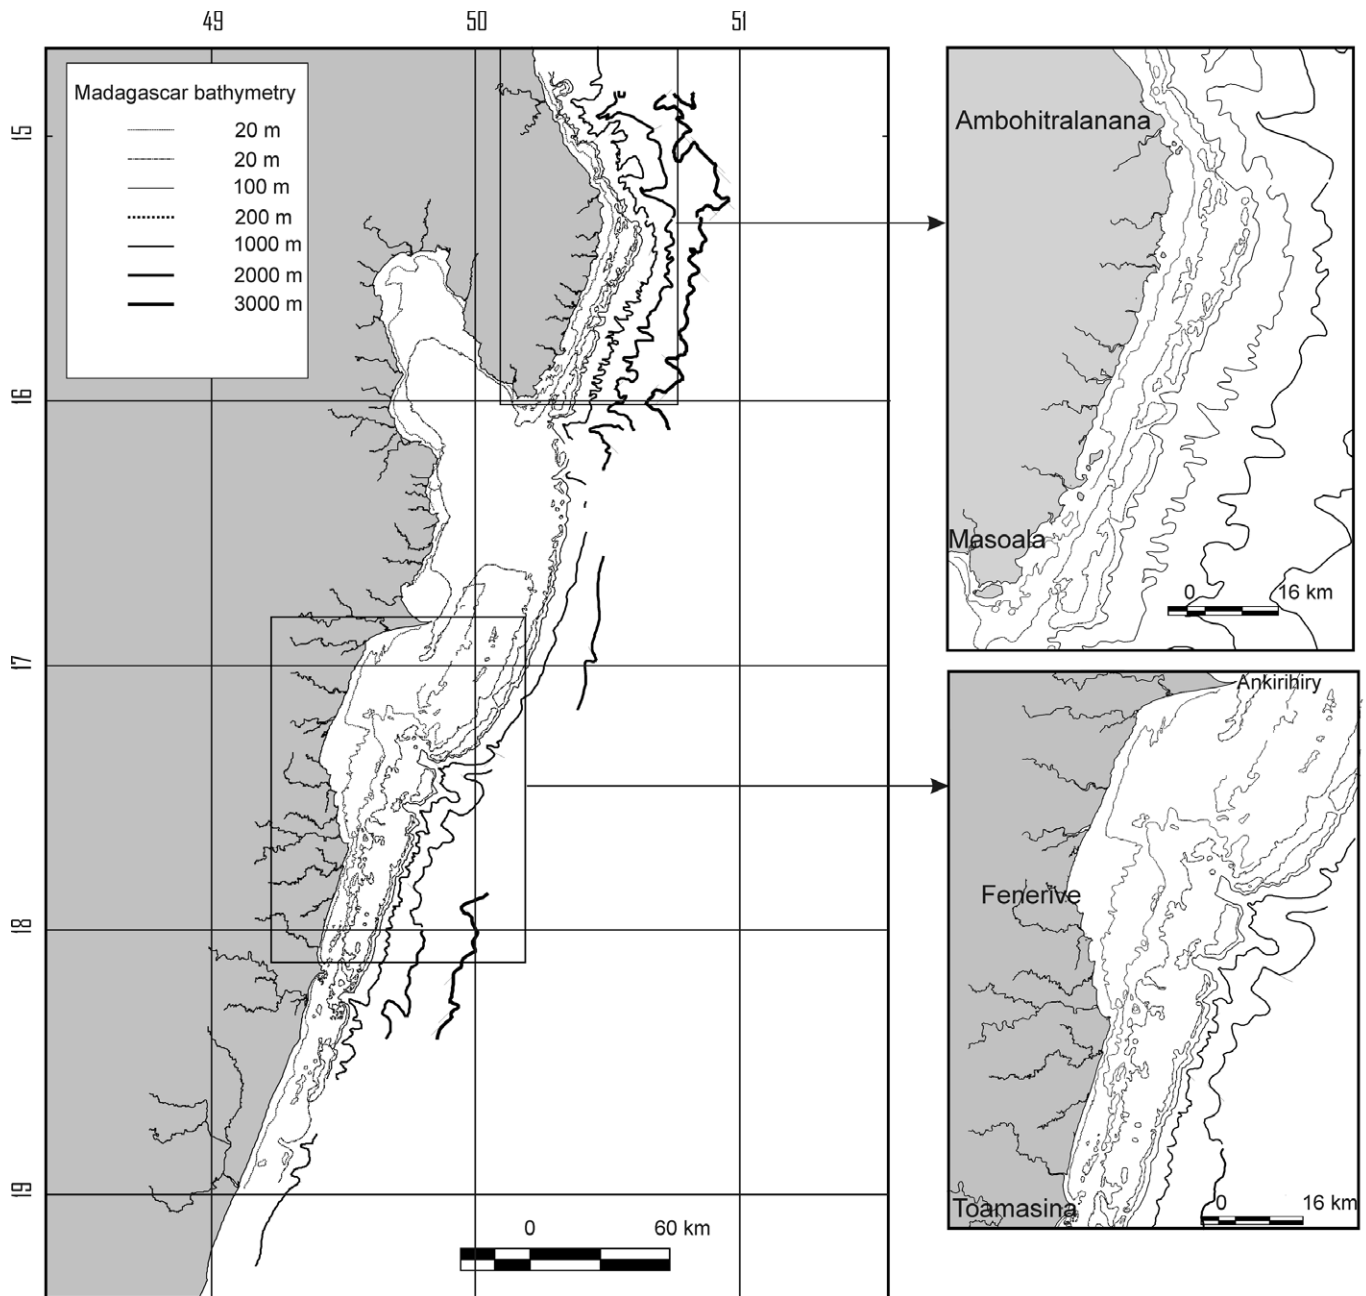 49 50 51
Madagascar bathymetry
20 m
20 m
100 m
200 m
1000 m
2000 m
3000 m
15
16
17
18
19
0 60 km
Ambohitralanana
Masoala
0 16 km
Ankirihiry
Fenerive
Toamasina
0 16 km